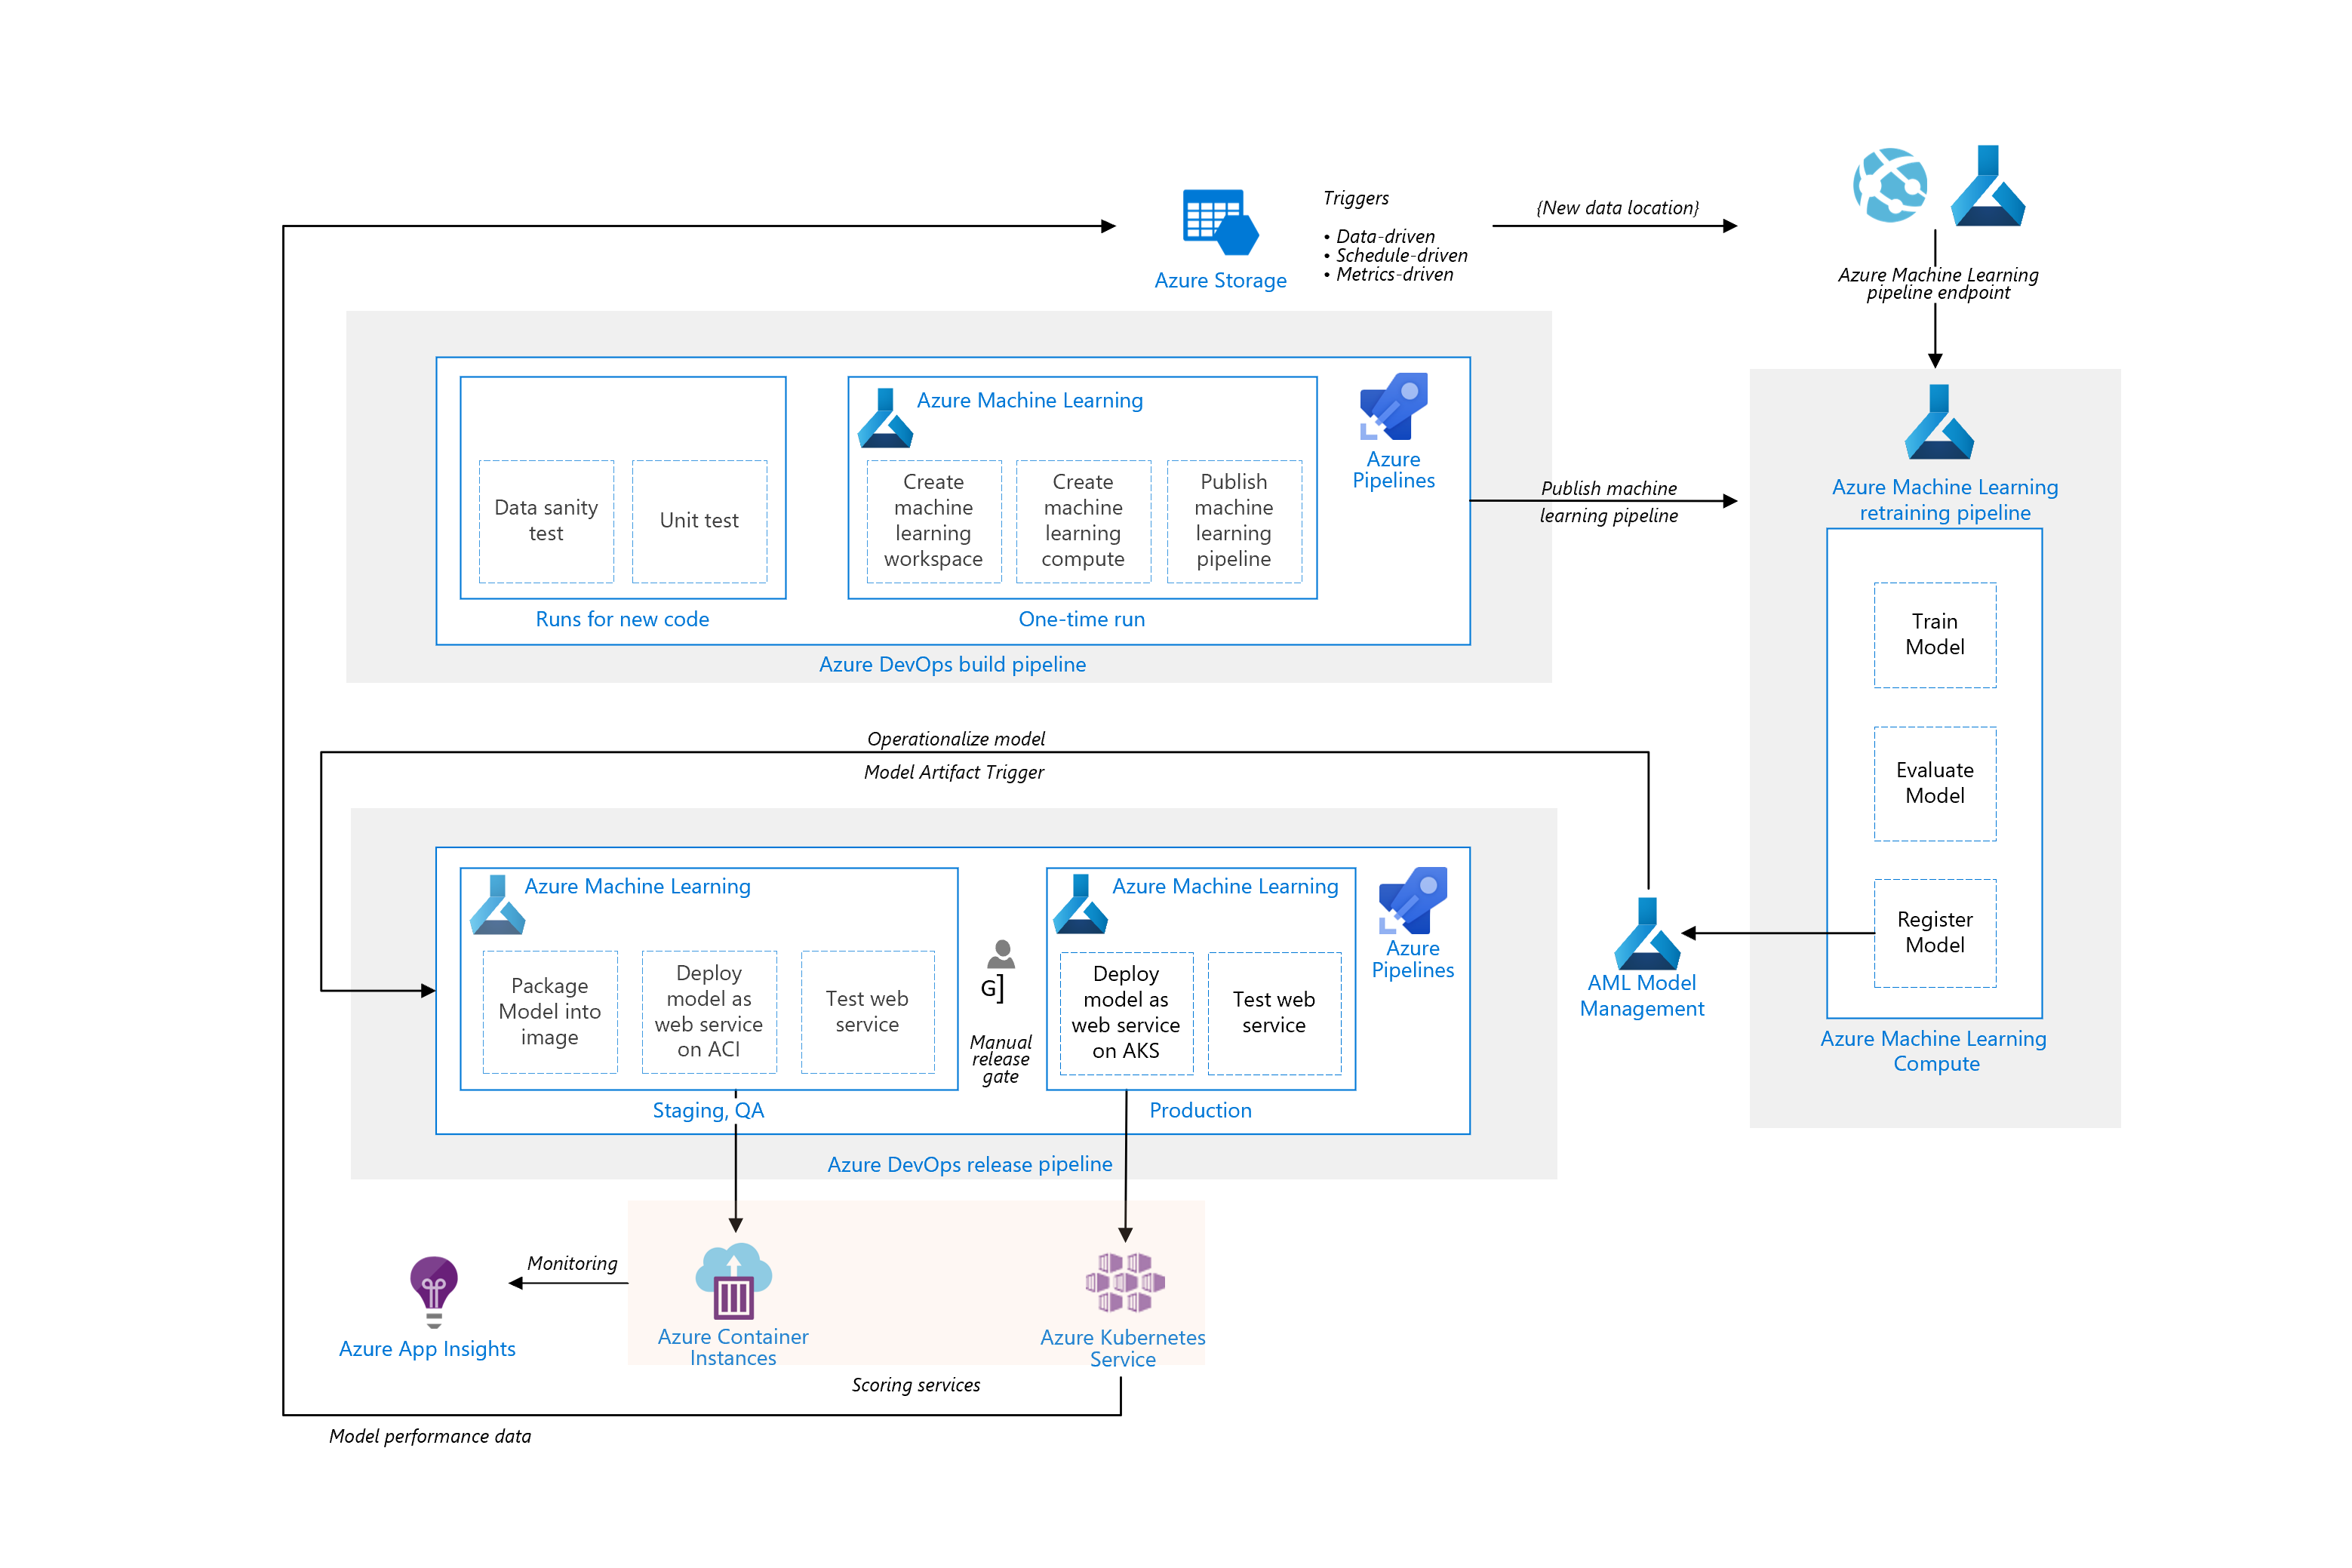 Triggers
• Data-driven
• Schedule-driven
• Metrics-driven
{New data location}
Azure Storage
Azure Machine Learning
pipeline endpoint
Azure Machine Learning
Azure
Pipelines
Data sanity
test
Unit test
Create
machine
learning
workspace
Create
machine
learning
compute
Publish
machine
learning
pipeline
Runs for new code
One-time run
Azure DevOps build pipeline
Publish machine
learning pipeline
Azure Machine Learning
retraining pipeline
Train
Model
Evaluate
Model
Register
Model
Azure Machine Learning
Compute
AML Model
Management
Operationalize model
Model Artifact Trigger
Azure Machine Learning
Package
Model into
image
Deploy
model as
web service
on ACI
Test web
service
Staging, QA
G]
Manual
release
gate
Azure Machine Learning
Deploy
model as
web service
on AKS
Test web
service
Production
Azure
Pipelines
Azure DevOps release pipeline
Monitoring
Azure App Insights
Azure Container
Instances
Azure Kubernetes
Service
Scoring services
Model performance data